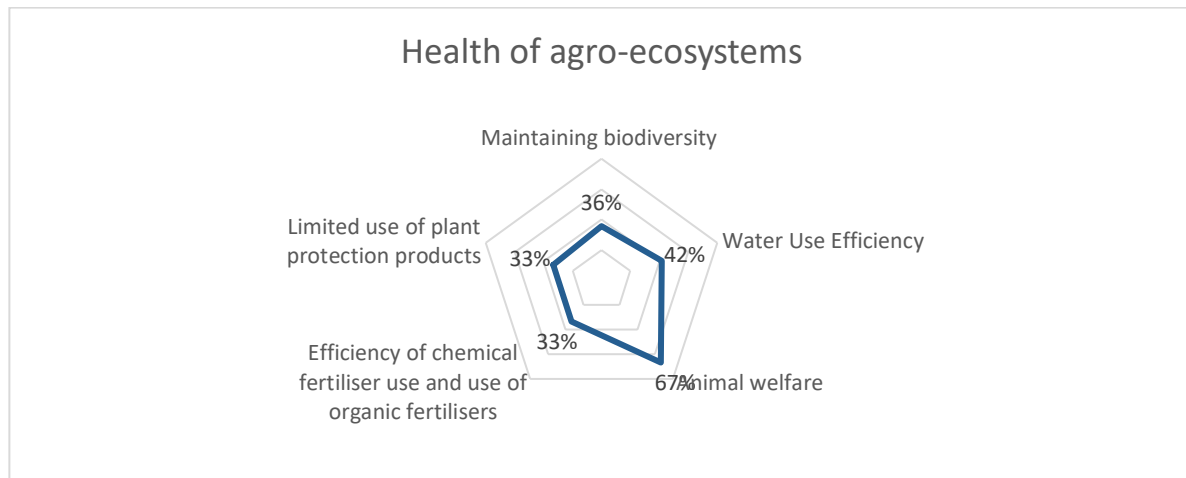 Health of agro-ecosystems
Maintaining biodiversity
36%
Water Use Efficiency
42%
Limited use of plant
protection products
33%
Efficiency of chemical
fertiliser use and use of
organic fertilisers
33%
67%
Animal welfare